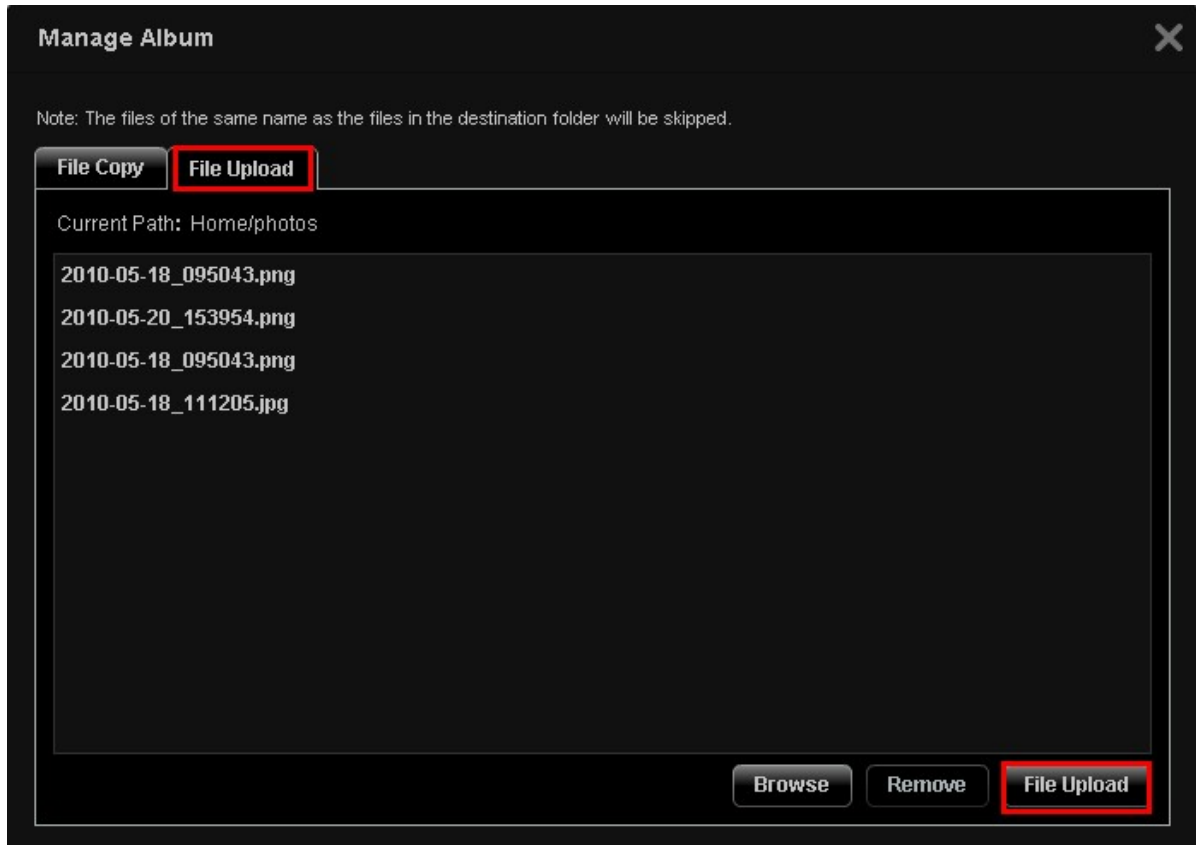 Manage Album
Note: The files of the same name as the files in the destination folder will be skipped.
File Copy File Upload
Current Path: Home/photos
2010-05-18_095043.png
2010-05-20_153954.png
2010-05-18_095043.png
2010-05-18_111205.jpg
Browse Remove File Upload